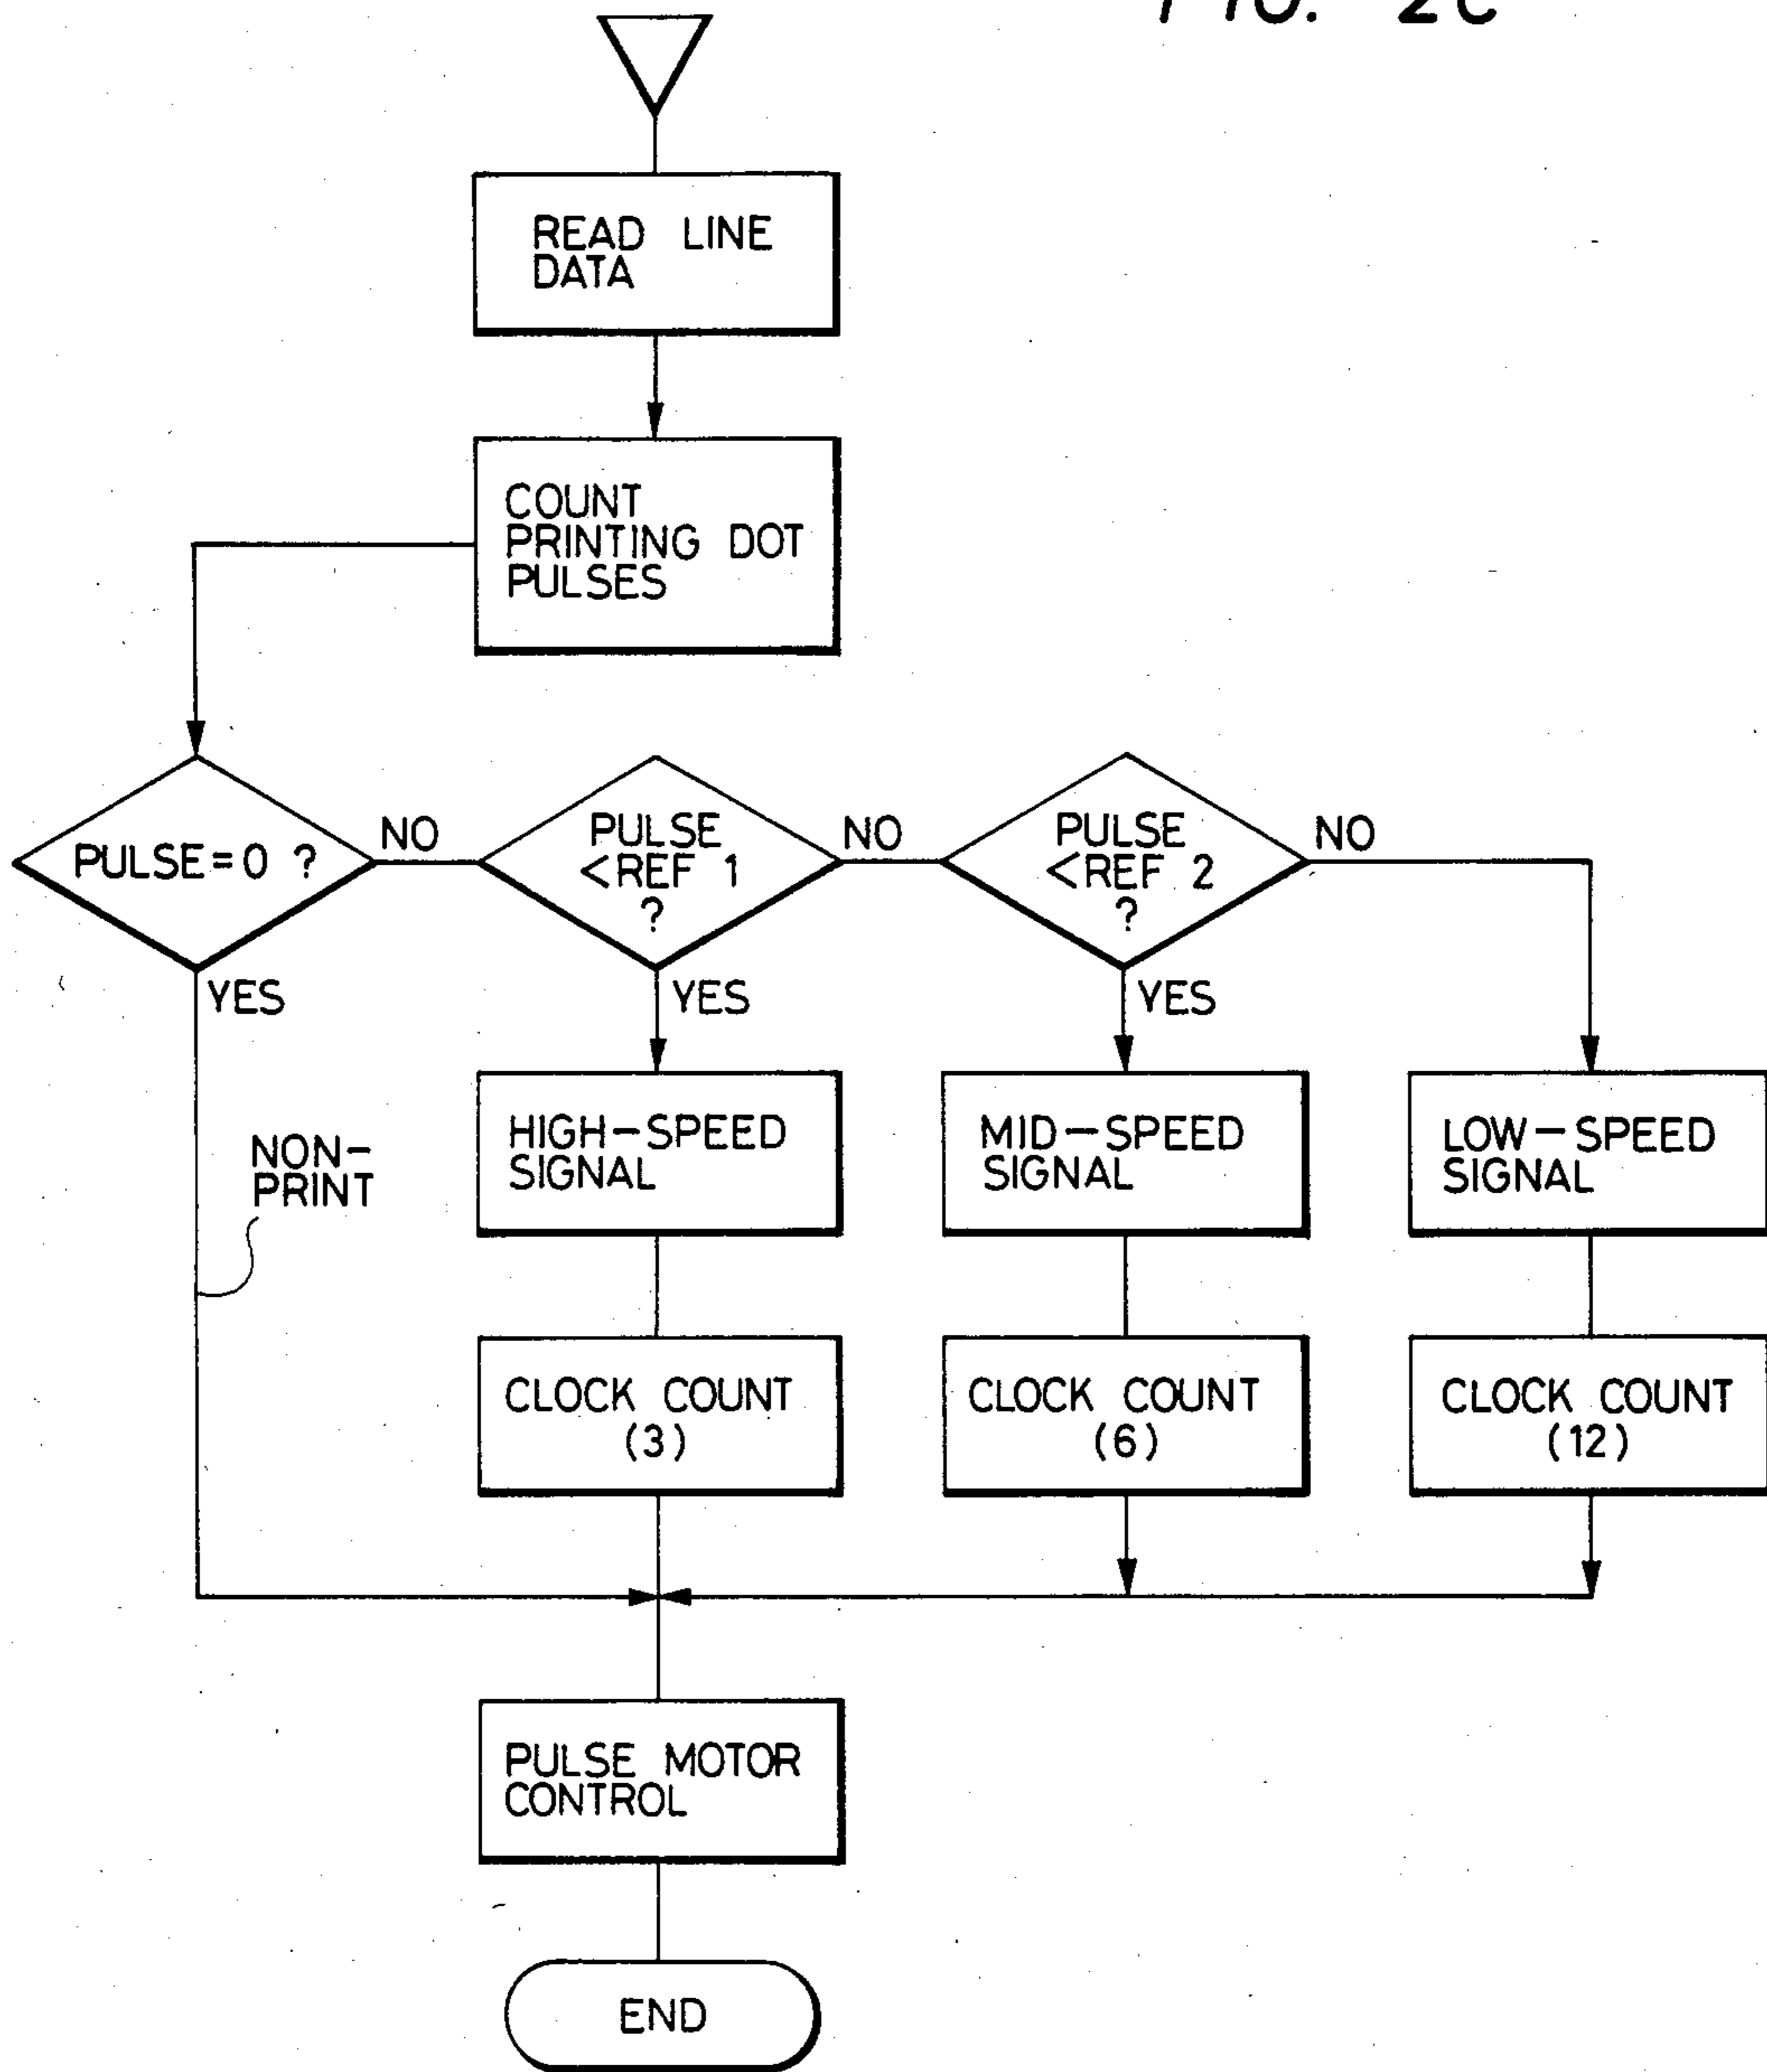 FIG. 2C
READ LINE
DATA
COUNT
PRINTING DOT
PULSES
PULSE=0 ?
NO
PULSE
<REF 1
?
NO
PULSE
<REF 2
?
NO
YES
YES
YES
NON-
PRINT
HIGH-SPEED
SIGNAL
MID-SPEED
SIGNAL
LOW-SPEED
SIGNAL
CLOCK COUNT
(3)
CLOCK COUNT
(6)
CLOCK COUNT
(12)
PULSE MOTOR
CONTROL
END